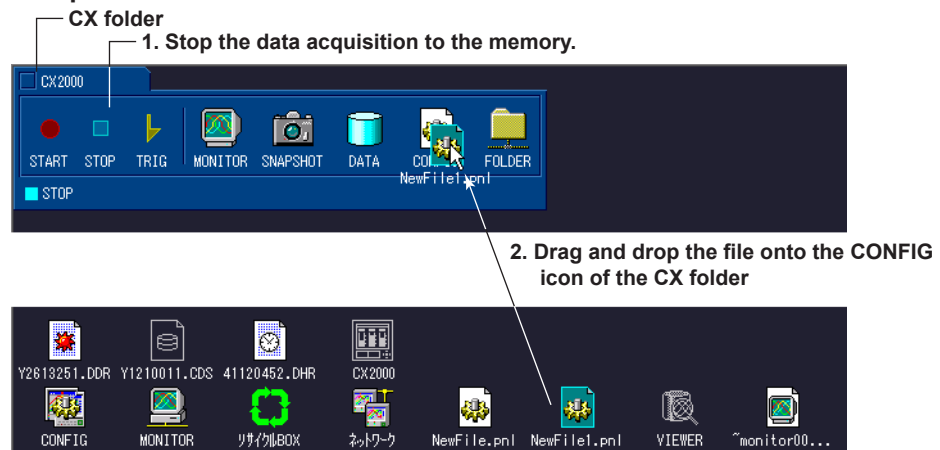 CX folder
1. Stop the data acquisition to the memory.
CX2000
START STOP TRIG MONITOR SNAPSHOT DATA FOLDER
NewFile1.pnl
STOP
2. Drag and drop the file onto the CONFIG
icon of the CX folder
Y2613251.DDR Y1210011.CDS 41120452.DHR CX2000
CONFIG MONITOR リサイクルBOX ネットワーク NewFile.pnl NewFile1.pnl VIEWER ~monitor00...